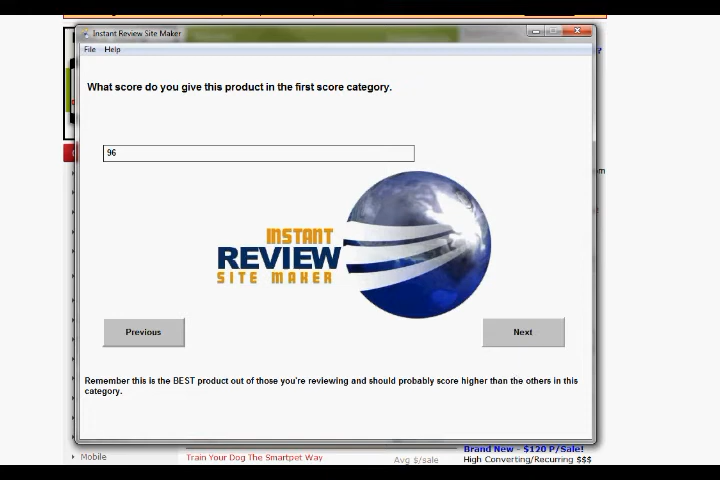 Instant Review Site Maker
File Help
What score do you give this product in the first score category.
96
INSTANT
REVIEW
SITE MAKER
Previous
Next
Remember this is the BEST product out of those you're reviewing and should probably score higher than the others in this
category.
Brand New - $120 P/Sale!
Mobile
Train Your Dog The Smartpet Way
Avg $/sale
High Converting/Recurring $$$